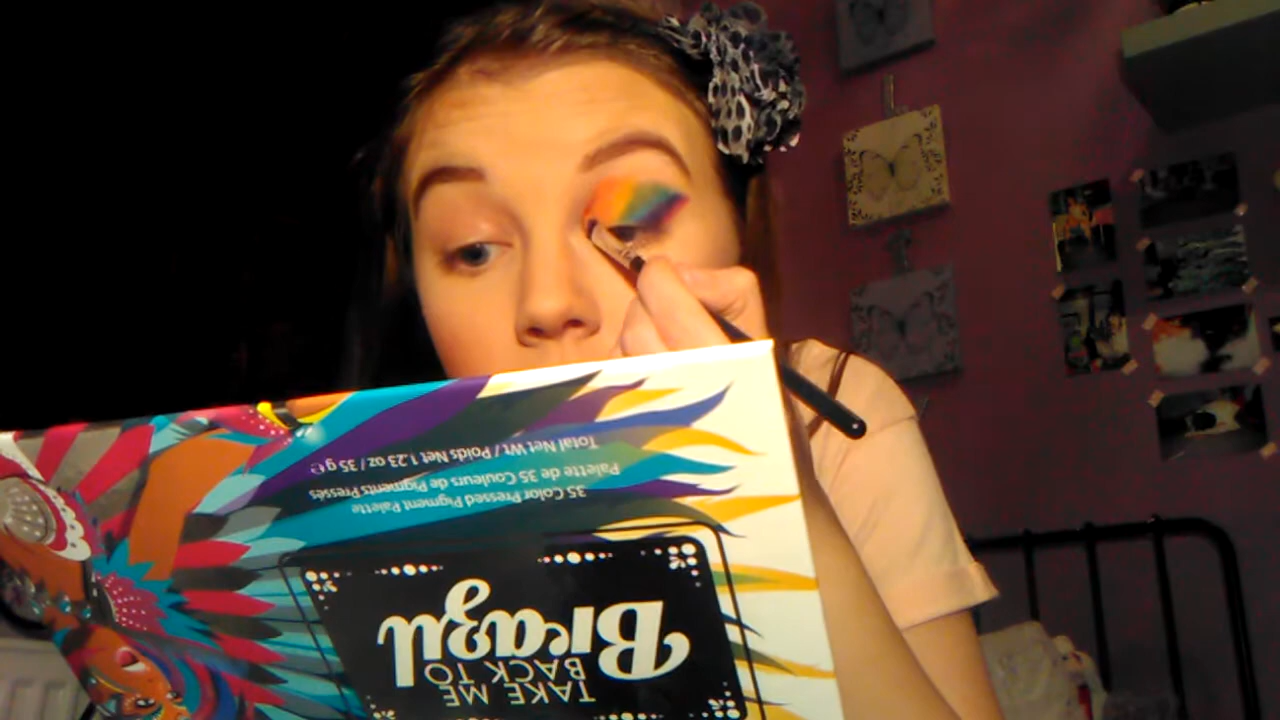 TAKE ME
BACK TO
Brazil
35 Color Pressed Pigment Palette
Palette de 35 Couleurs de Pigments Pressés
Total Net Wt / Poids Net 1.23 oz / 35 g ℮